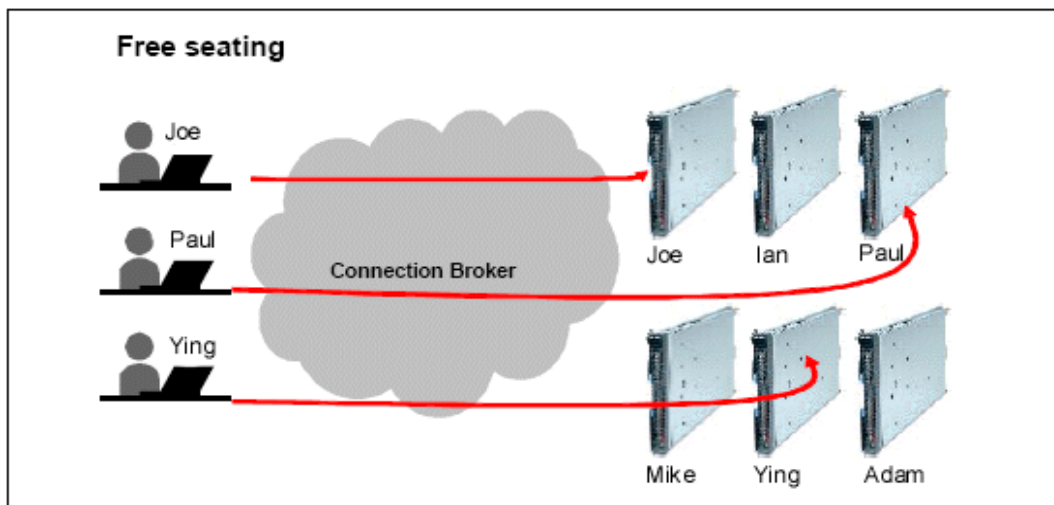 Free seating
Joe
Paul
Ying
Connection Broker
Joe
Ian
Paul
Mike
Ying
Adam